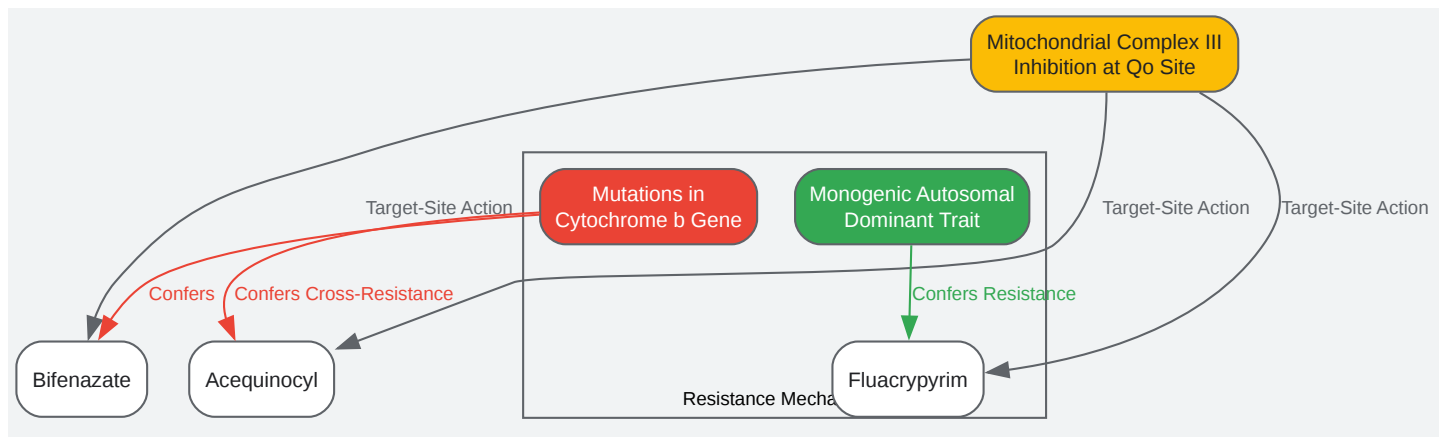 Mitochondrial Complex III
Inhibition at Qo Site
Mutations in
Cytochrome b Gene
Monogenic Autosomal
Dominant Trait
Target-Site Action
Target-Site Action
Target-Site Action
Confers
Confers Cross-Resistance
Confers Resistance
Bifenazate
Acequinocyl
Fluacrypyrim
Resistance